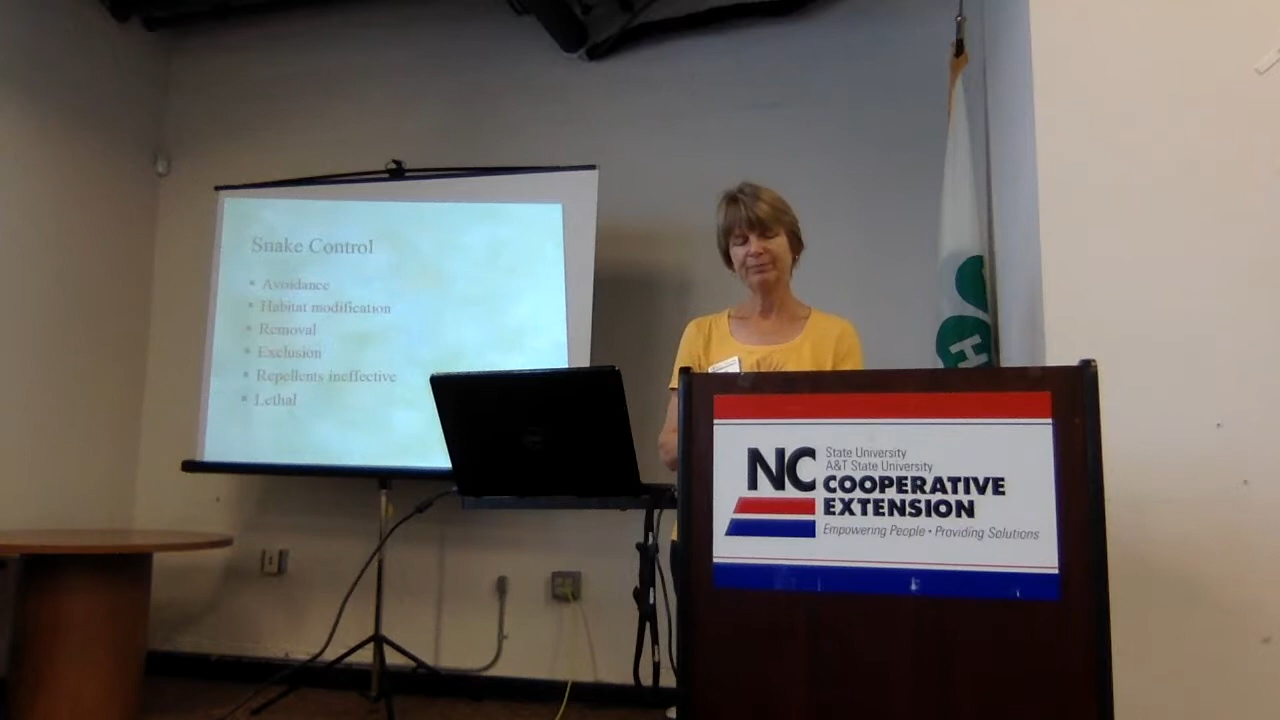 Snake Control
• Avoidance
• Habitat modification
• Removal
• Exclusion
• Repellents ineffective
• Lethal
NC
State University
A&T State University
COOPERATIVE
EXTENSION
Empowering People • Providing Solutions
H